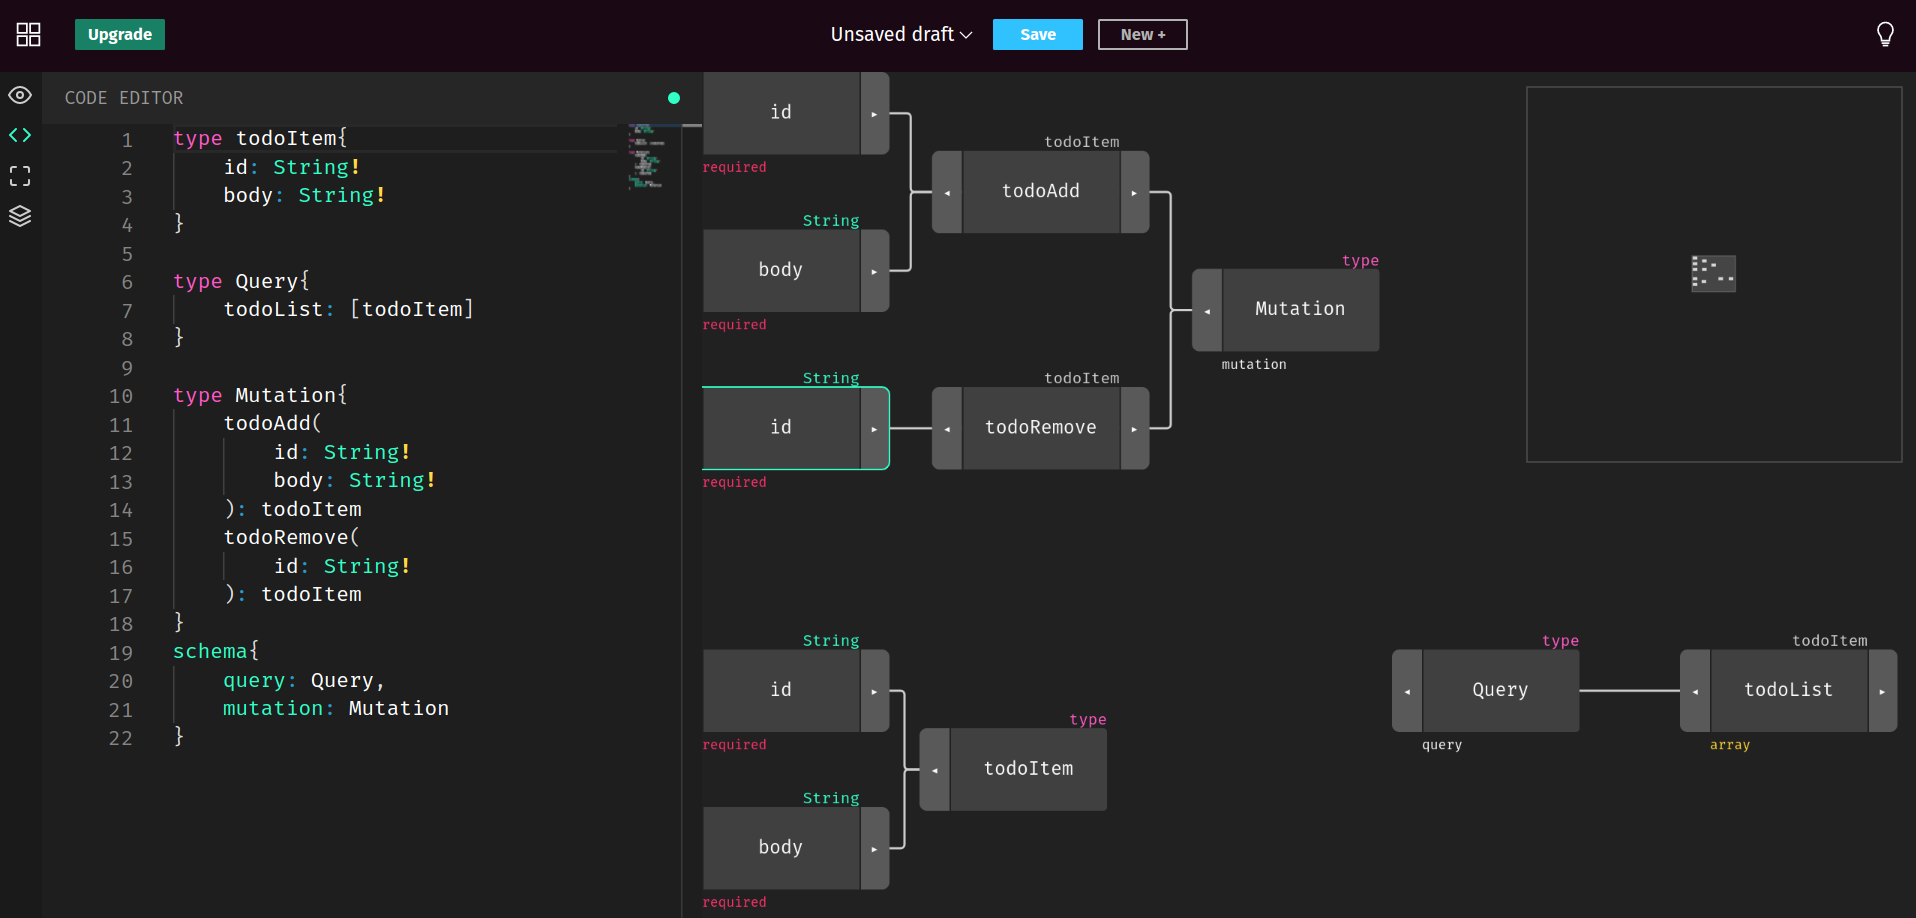 Upgrade
Unsaved draft
Save
New +
CODE EDITOR
1 type todoItem{
2 id: String!
3 body: String!
4 }
5
6 type Query{
7 todoList: [todoItem]
8 }
9
10 type Mutation{
11 todoAdd(
12 id: String!
13 body: String!
14 ): todoItem
15 todoRemove(
16 id: String!
17 ): todoItem
18 }
19 schema{
20 query: Query,
21 mutation: Mutation
22 }
id
required
todoItem
todoAdd
String
body
required
type
Mutation
mutation
String
id
required
todoItem
todoRemove
String
id
required
type
todoItem
String
body
required
type
Query
query
todoItem
todoList
array